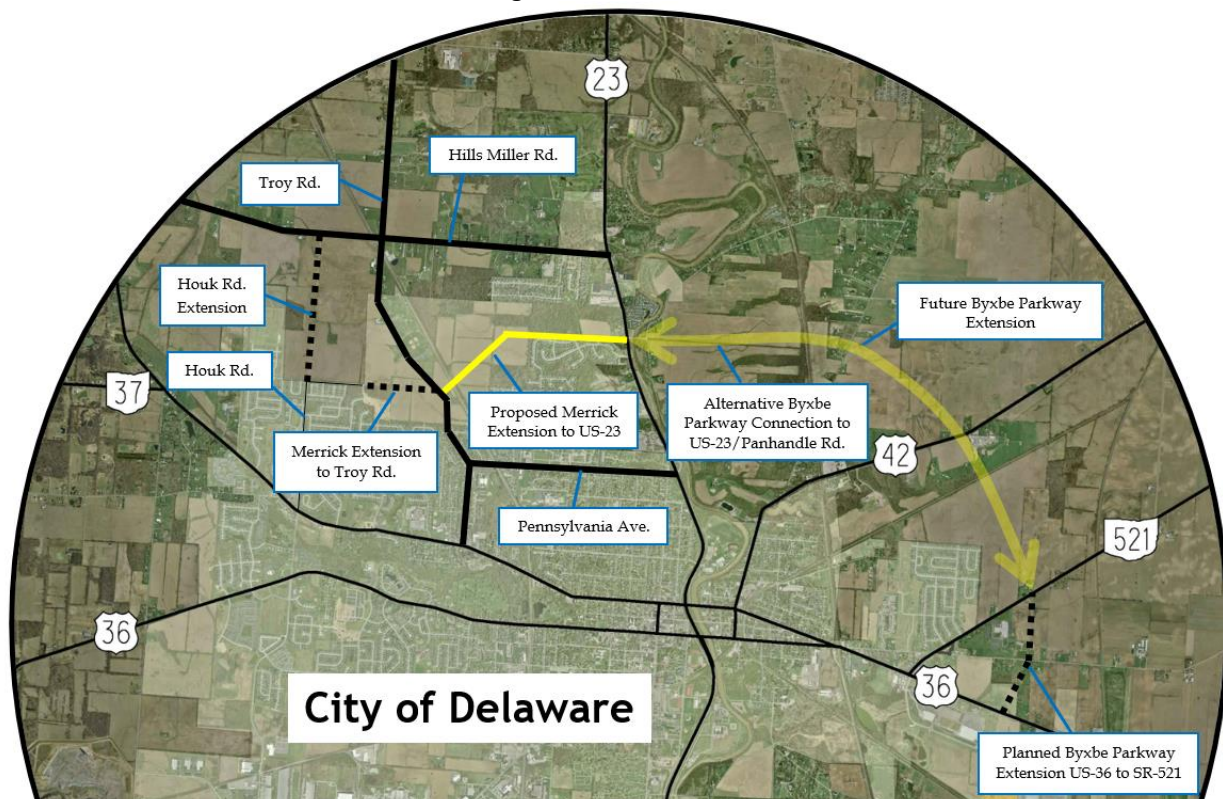 23
Hills Miller Rd.
Troy Rd.
Houk Rd.
Extension
Future Byxbe Parkway
Extension
Houk Rd.
37
Proposed Merrick
Extension to US-23
Alternative Byxbe
Parkway Connection to
US-23/Panhandle Rd.
Merrick Extension
to Troy Rd.
42
Pennsylvania Ave.
521
36
36
City of Delaware
Planned Byxbe Parkway
Extension US-36 to SR-521